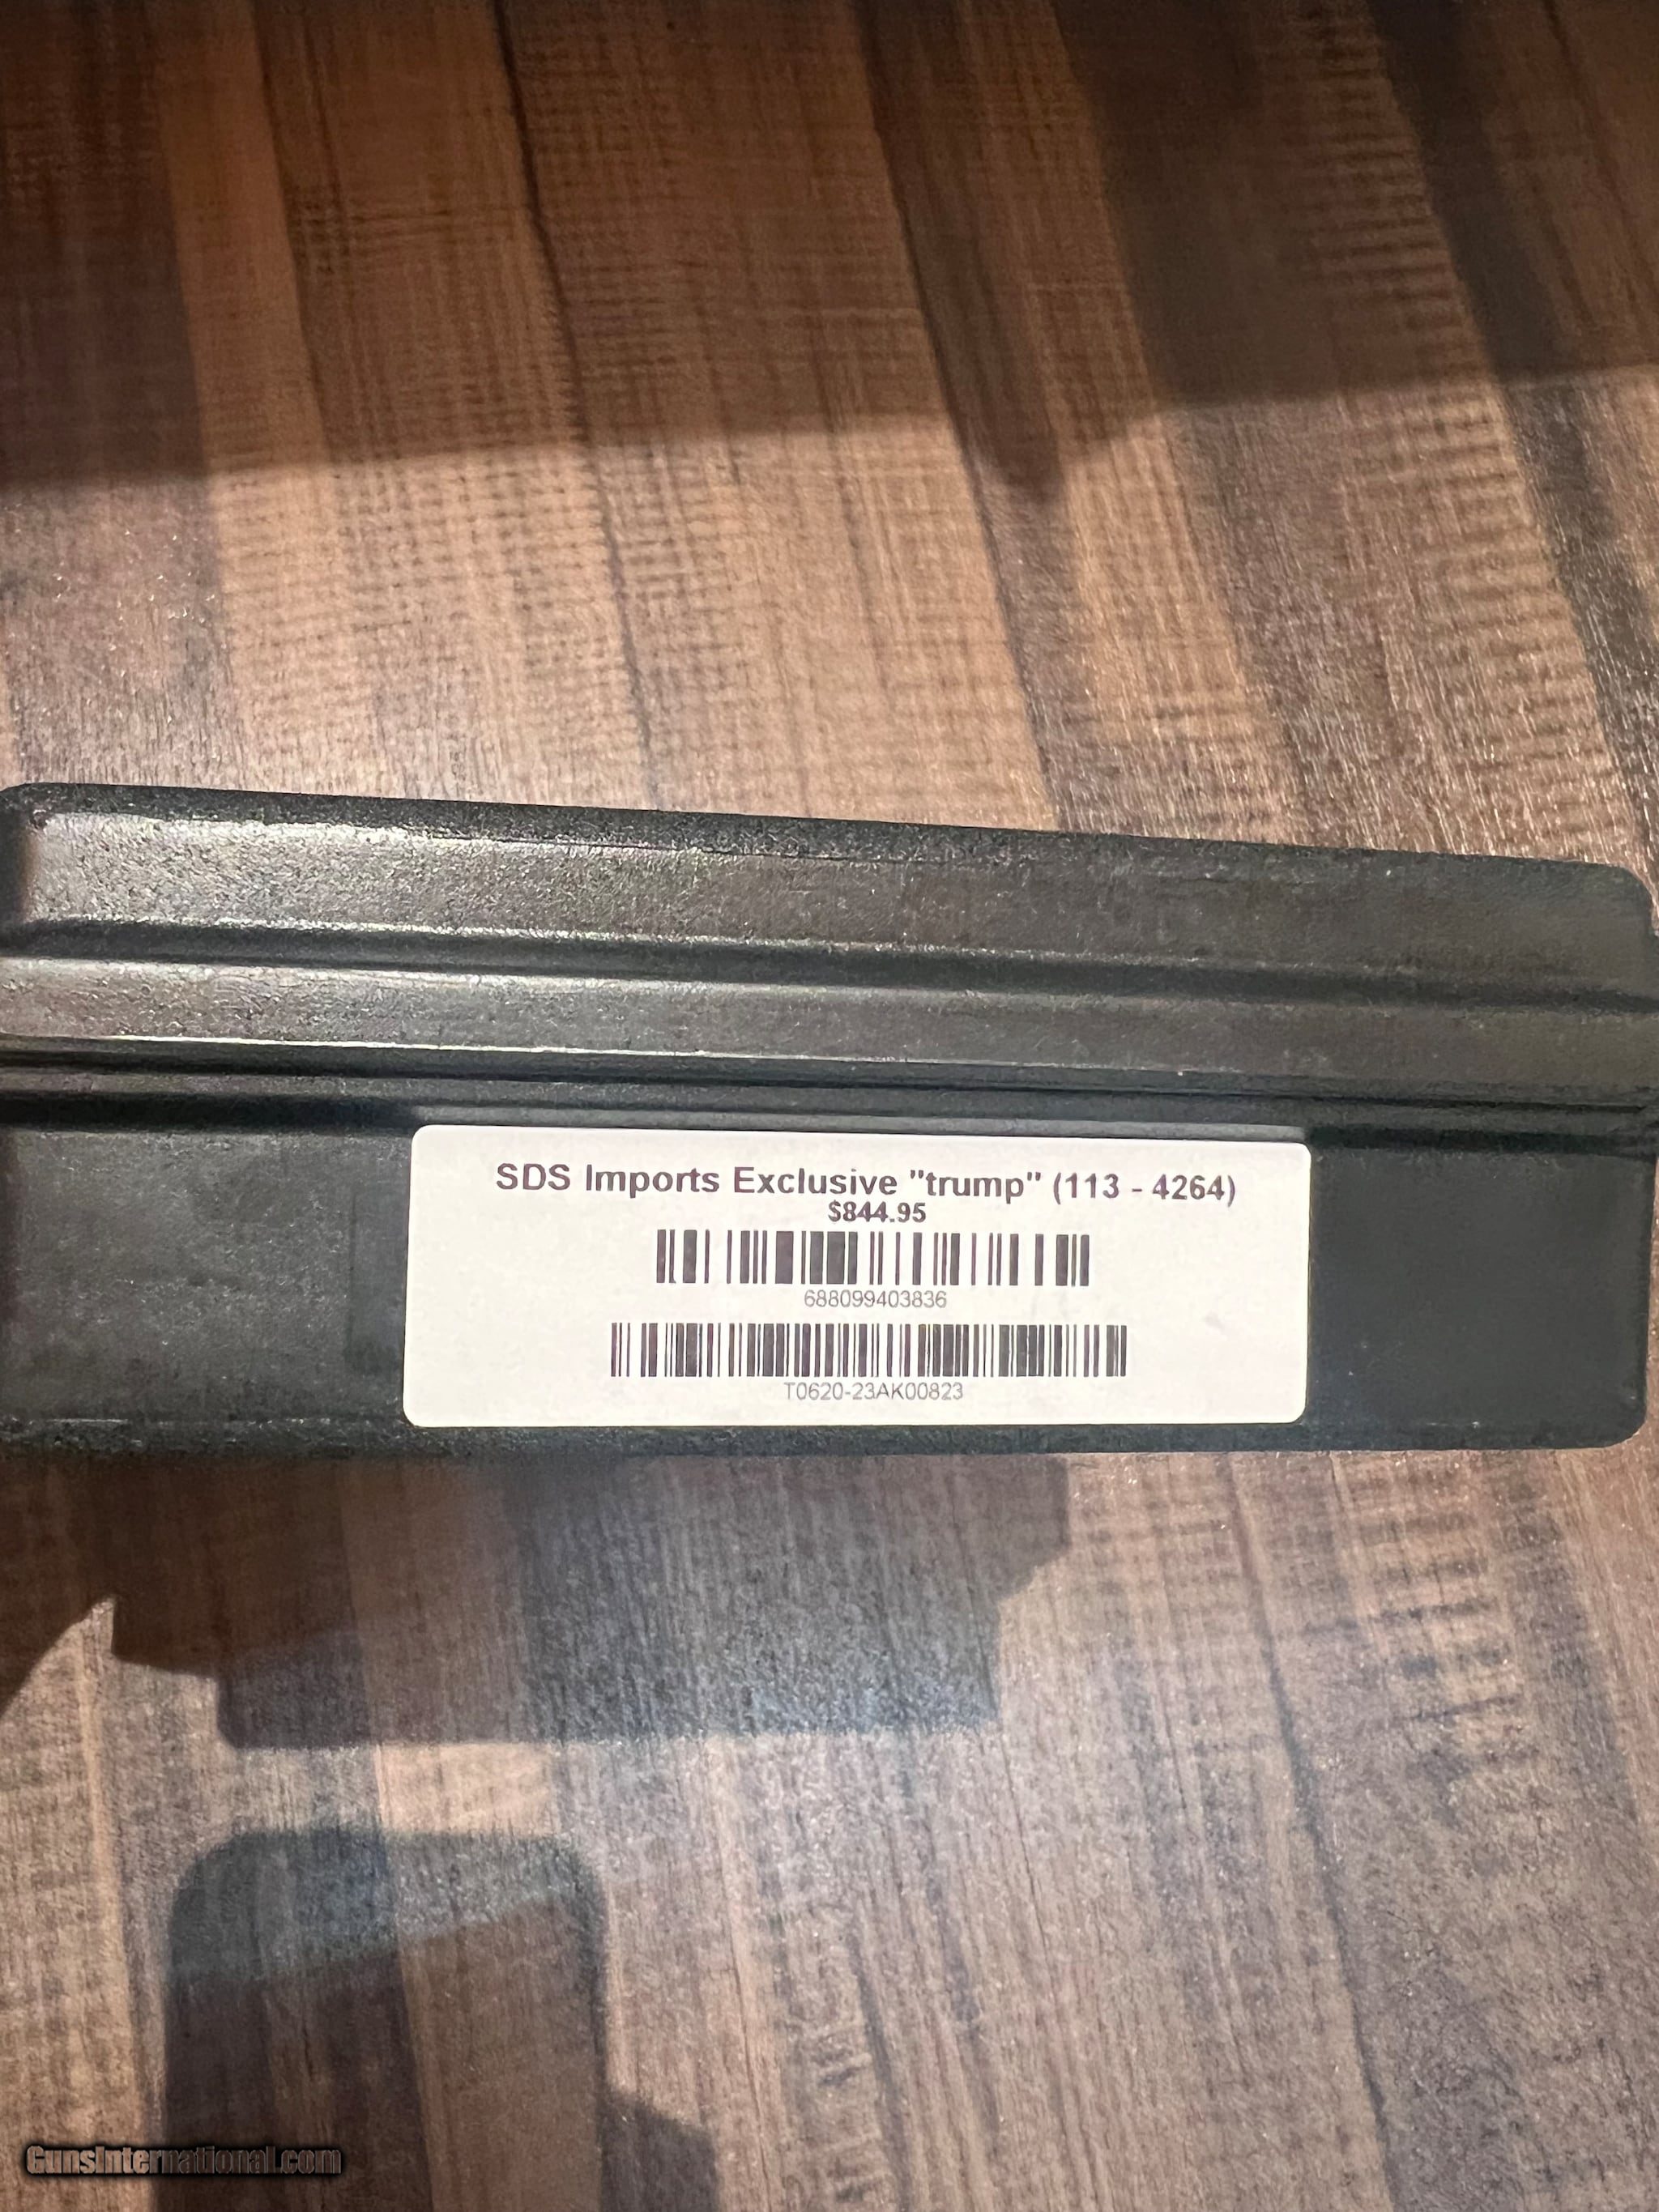 SDS Imports Exclusive "trump" (113 - 4264)
$844.95
688099403836
T0620-23AK00823
GunsInternational.com